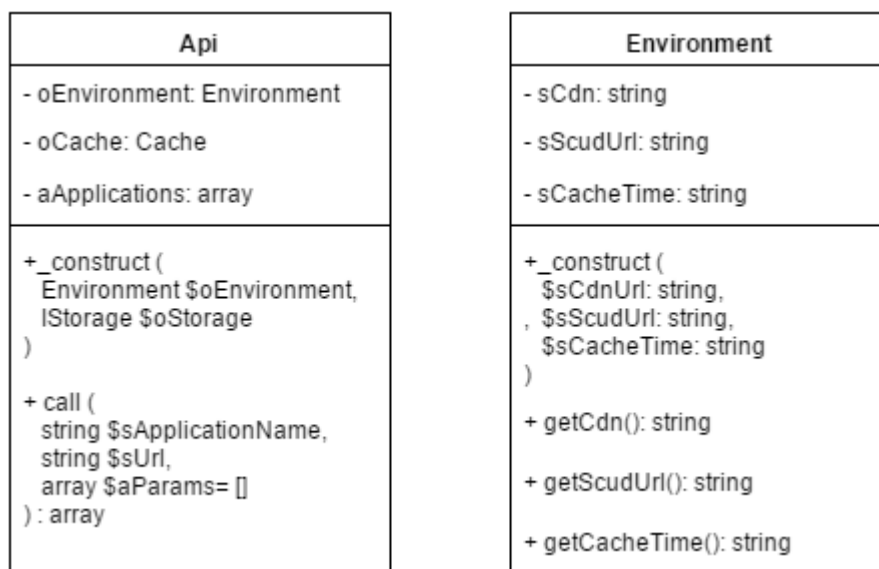 Api
- oEnvironment: Environment
- oCache: Cache
- aApplications: array
+_construct (
Environment $oEnvironment,
IStorage $oStorage
)
+ call (
string $sApplicationName,
string $sUrl,
array $aParams= []
) : array
Environment
- sCdn: string
- sScudUrl: string
- sCacheTime: string
+_construct (
$sCdnUrl: string,
, $sScudUrl: string,
$sCacheTime: string
)
+ getCdn(): string
+ getScudUrl(): string
+ getCacheTime(): string